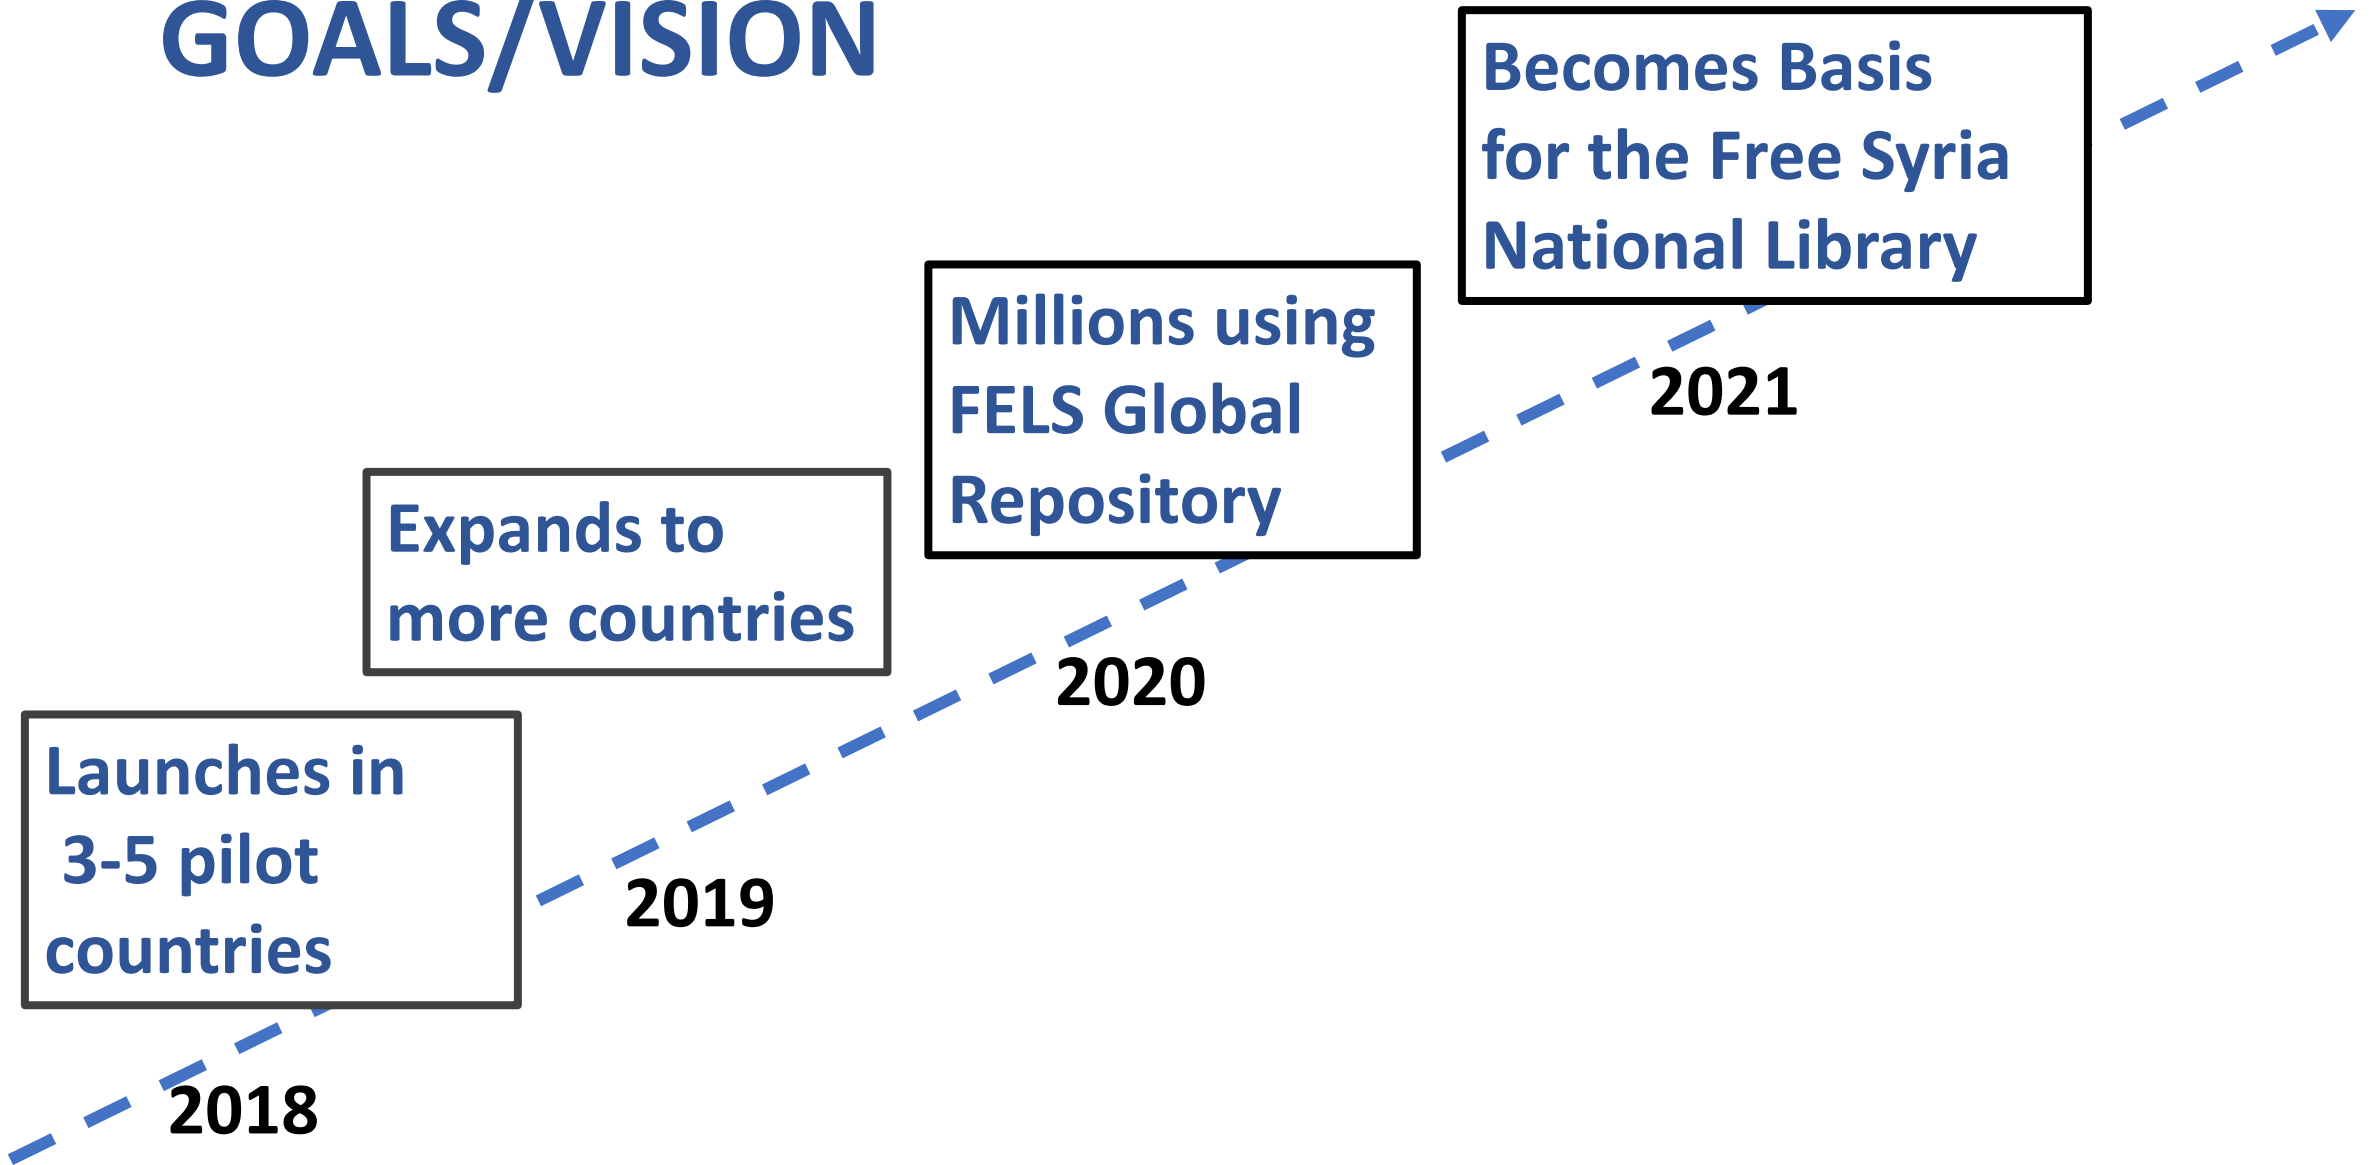 GOALS/VISION
Becomes Basis
for the Free Syria
National Library
2021
Millions using
FELS Global
Repository
2020
Expands to
more countries
2019
Launches in
3-5 pilot
countries
2018